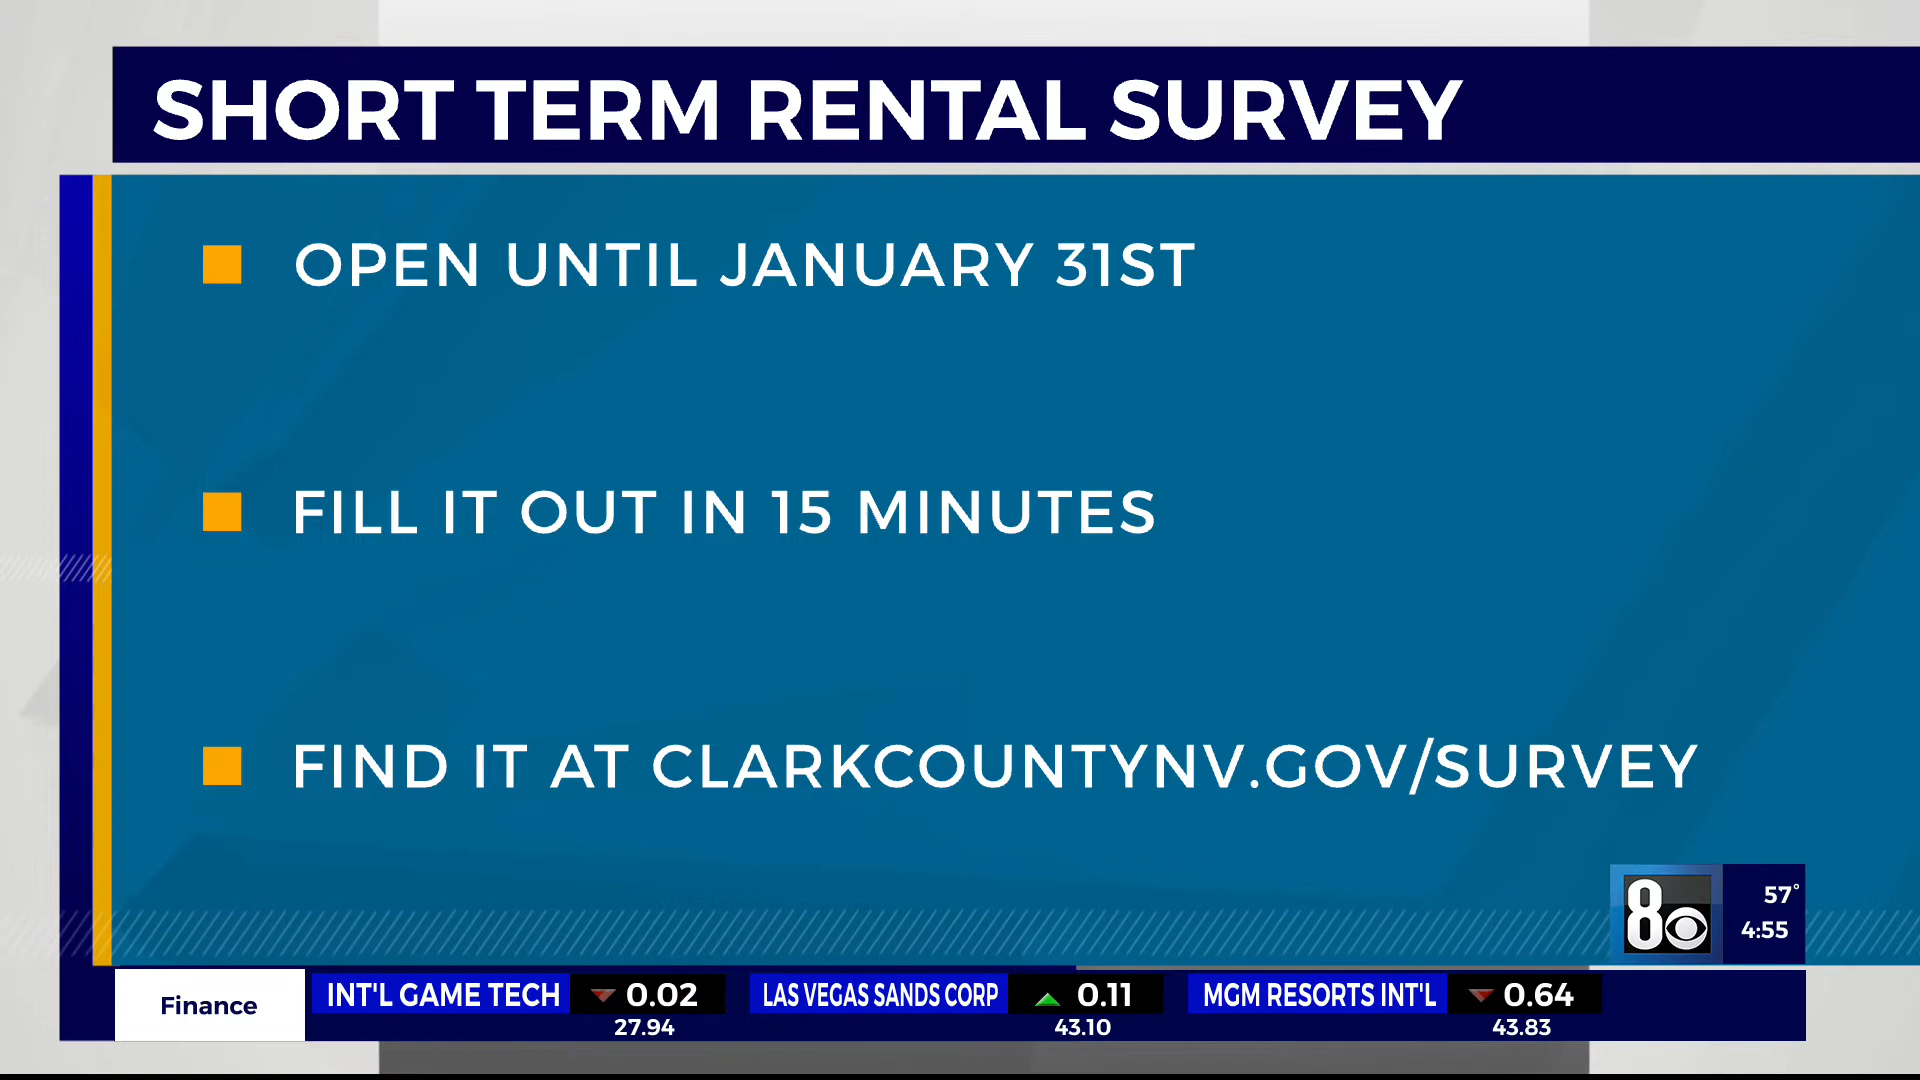 SHORT TERM RENTAL SURVEY
OPEN UNTIL JANUARY 31ST
FILL IT OUT IN 15 MINUTES
FIND IT AT CLARKCOUNTYNV.GOV/SURVEY
8
57°
4:55
Finance
INT'L GAME TECH 0.02
27.94
LAS VEGAS SANDS CORP 0.11
43.10
MGM RESORTS INT'L 0.64
43.83